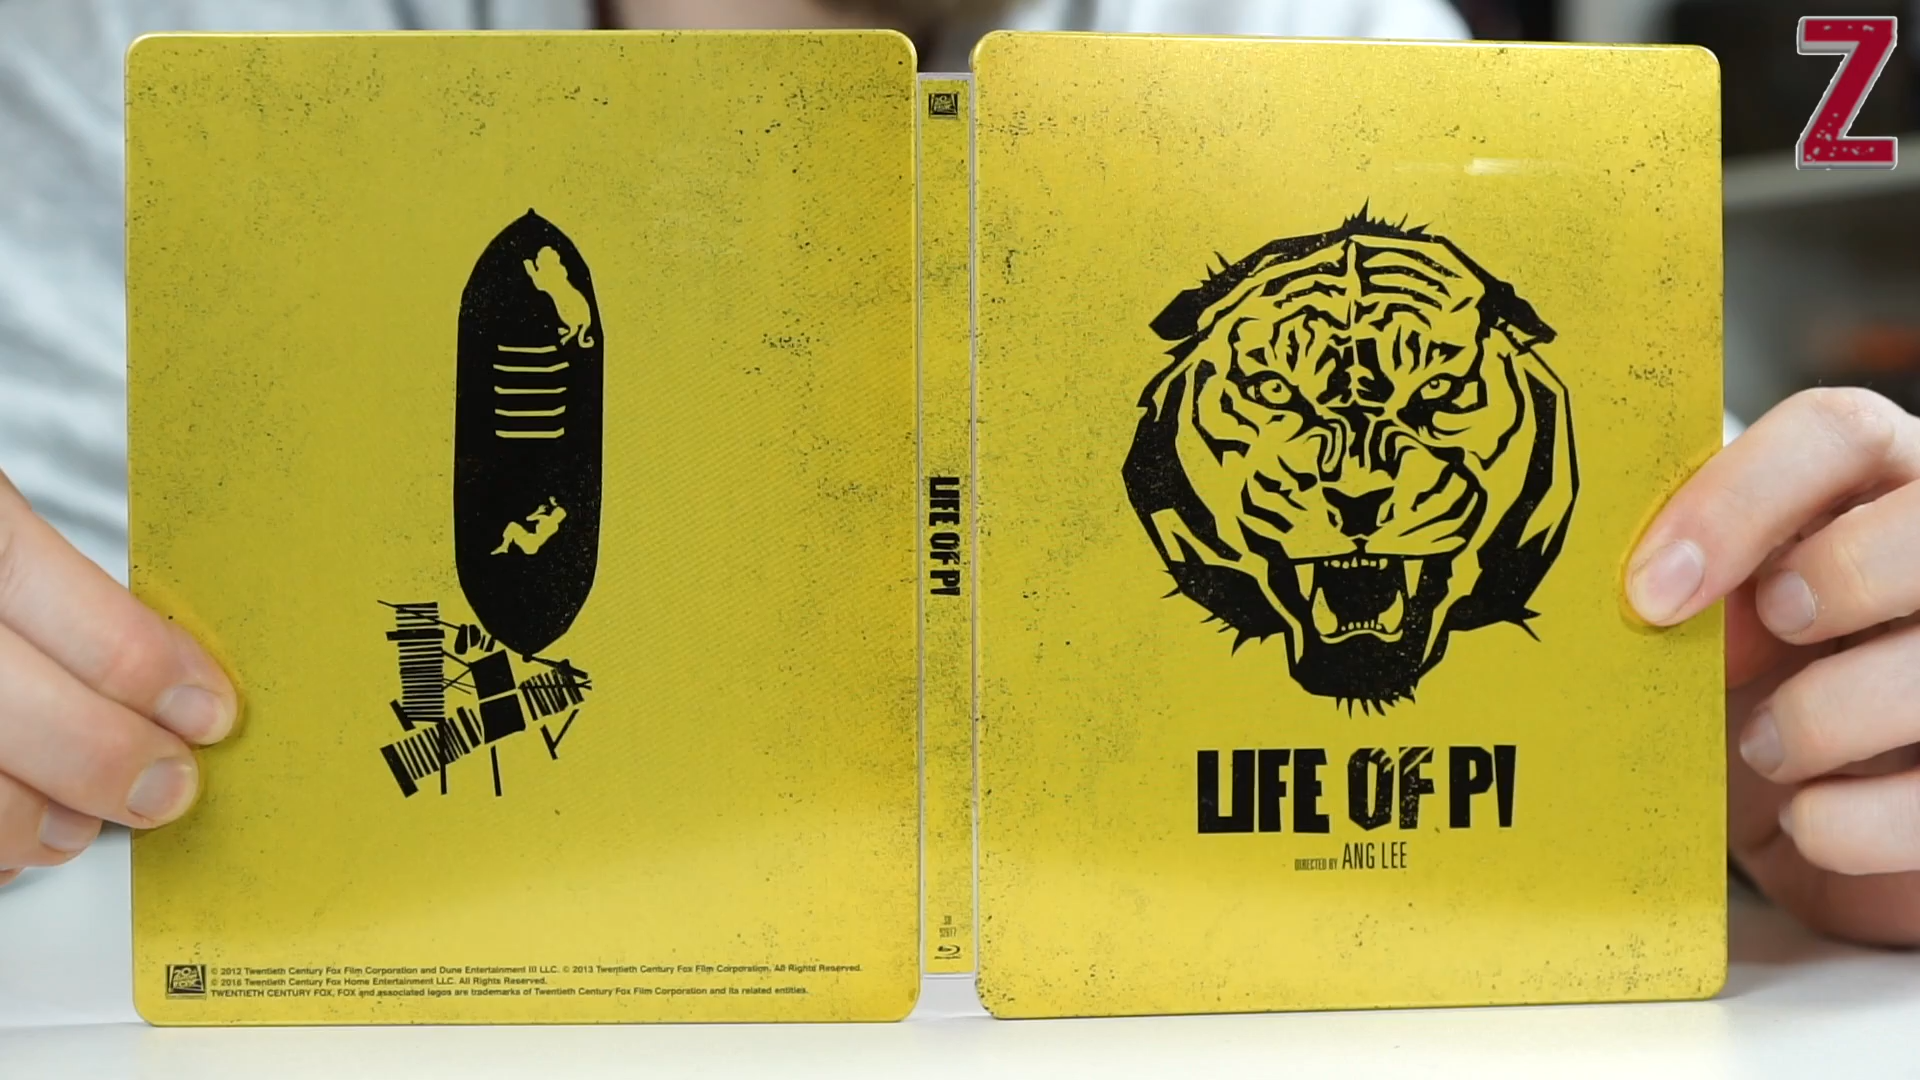 Z
LIFE OF PI
LIFE OF PI
DIRECTED BY ANG LEE
© 2012 Twentieth Century Fox Film Corporation and Dune Entertainment III LLC. © 2013 Twentieth Century Fox Film Corporation. All Rights Reserved.
© 2016 Twentieth Century Fox Home Entertainment LLC. All Rights Reserved.
TWENTIETH CENTURY FOX, FOX and associated logos are trademarks of Twentieth Century Fox Film Corporation and its related entities.